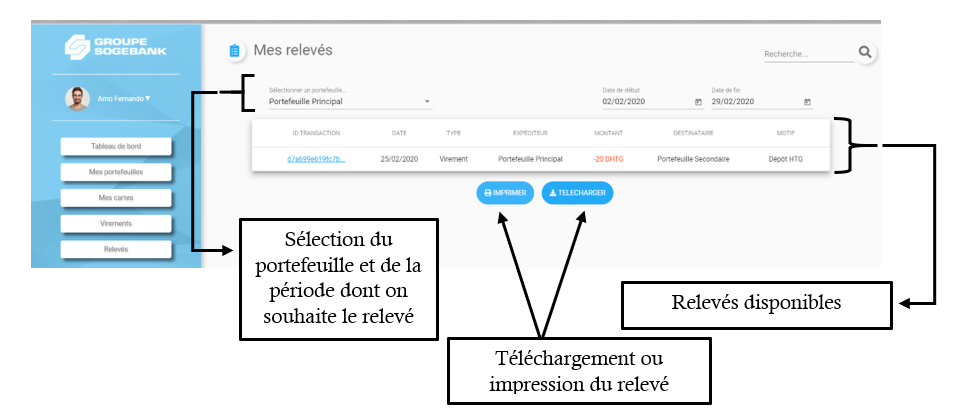 GROUPE
SOGEBANK
Mes relevés
Recherche...
Arno Fernando
Sélectionner un portefeuille...
Portefeuille Principal
Date de début
02/02/2020
Date de fin
29/02/2020
ID TRANSACTION DATE TYPE EXPÉDITEUR MONTANT DESTINATAIRE MOTIF
d7a699e619fc7b... 25/02/2020 Virement Portefeuille Principal -20 DHTG Portefeuille Secondaire Dépôt HTG
Tableau de bord
Mes portefeuilles
Mes cartes
Virements
Relevés
IMPRIMER
TELECHARGER
Sélection du
portefeuille et de la
période dont on
souhaite le relevé
Relevés disponibles
Téléchargement ou
impression du relevé